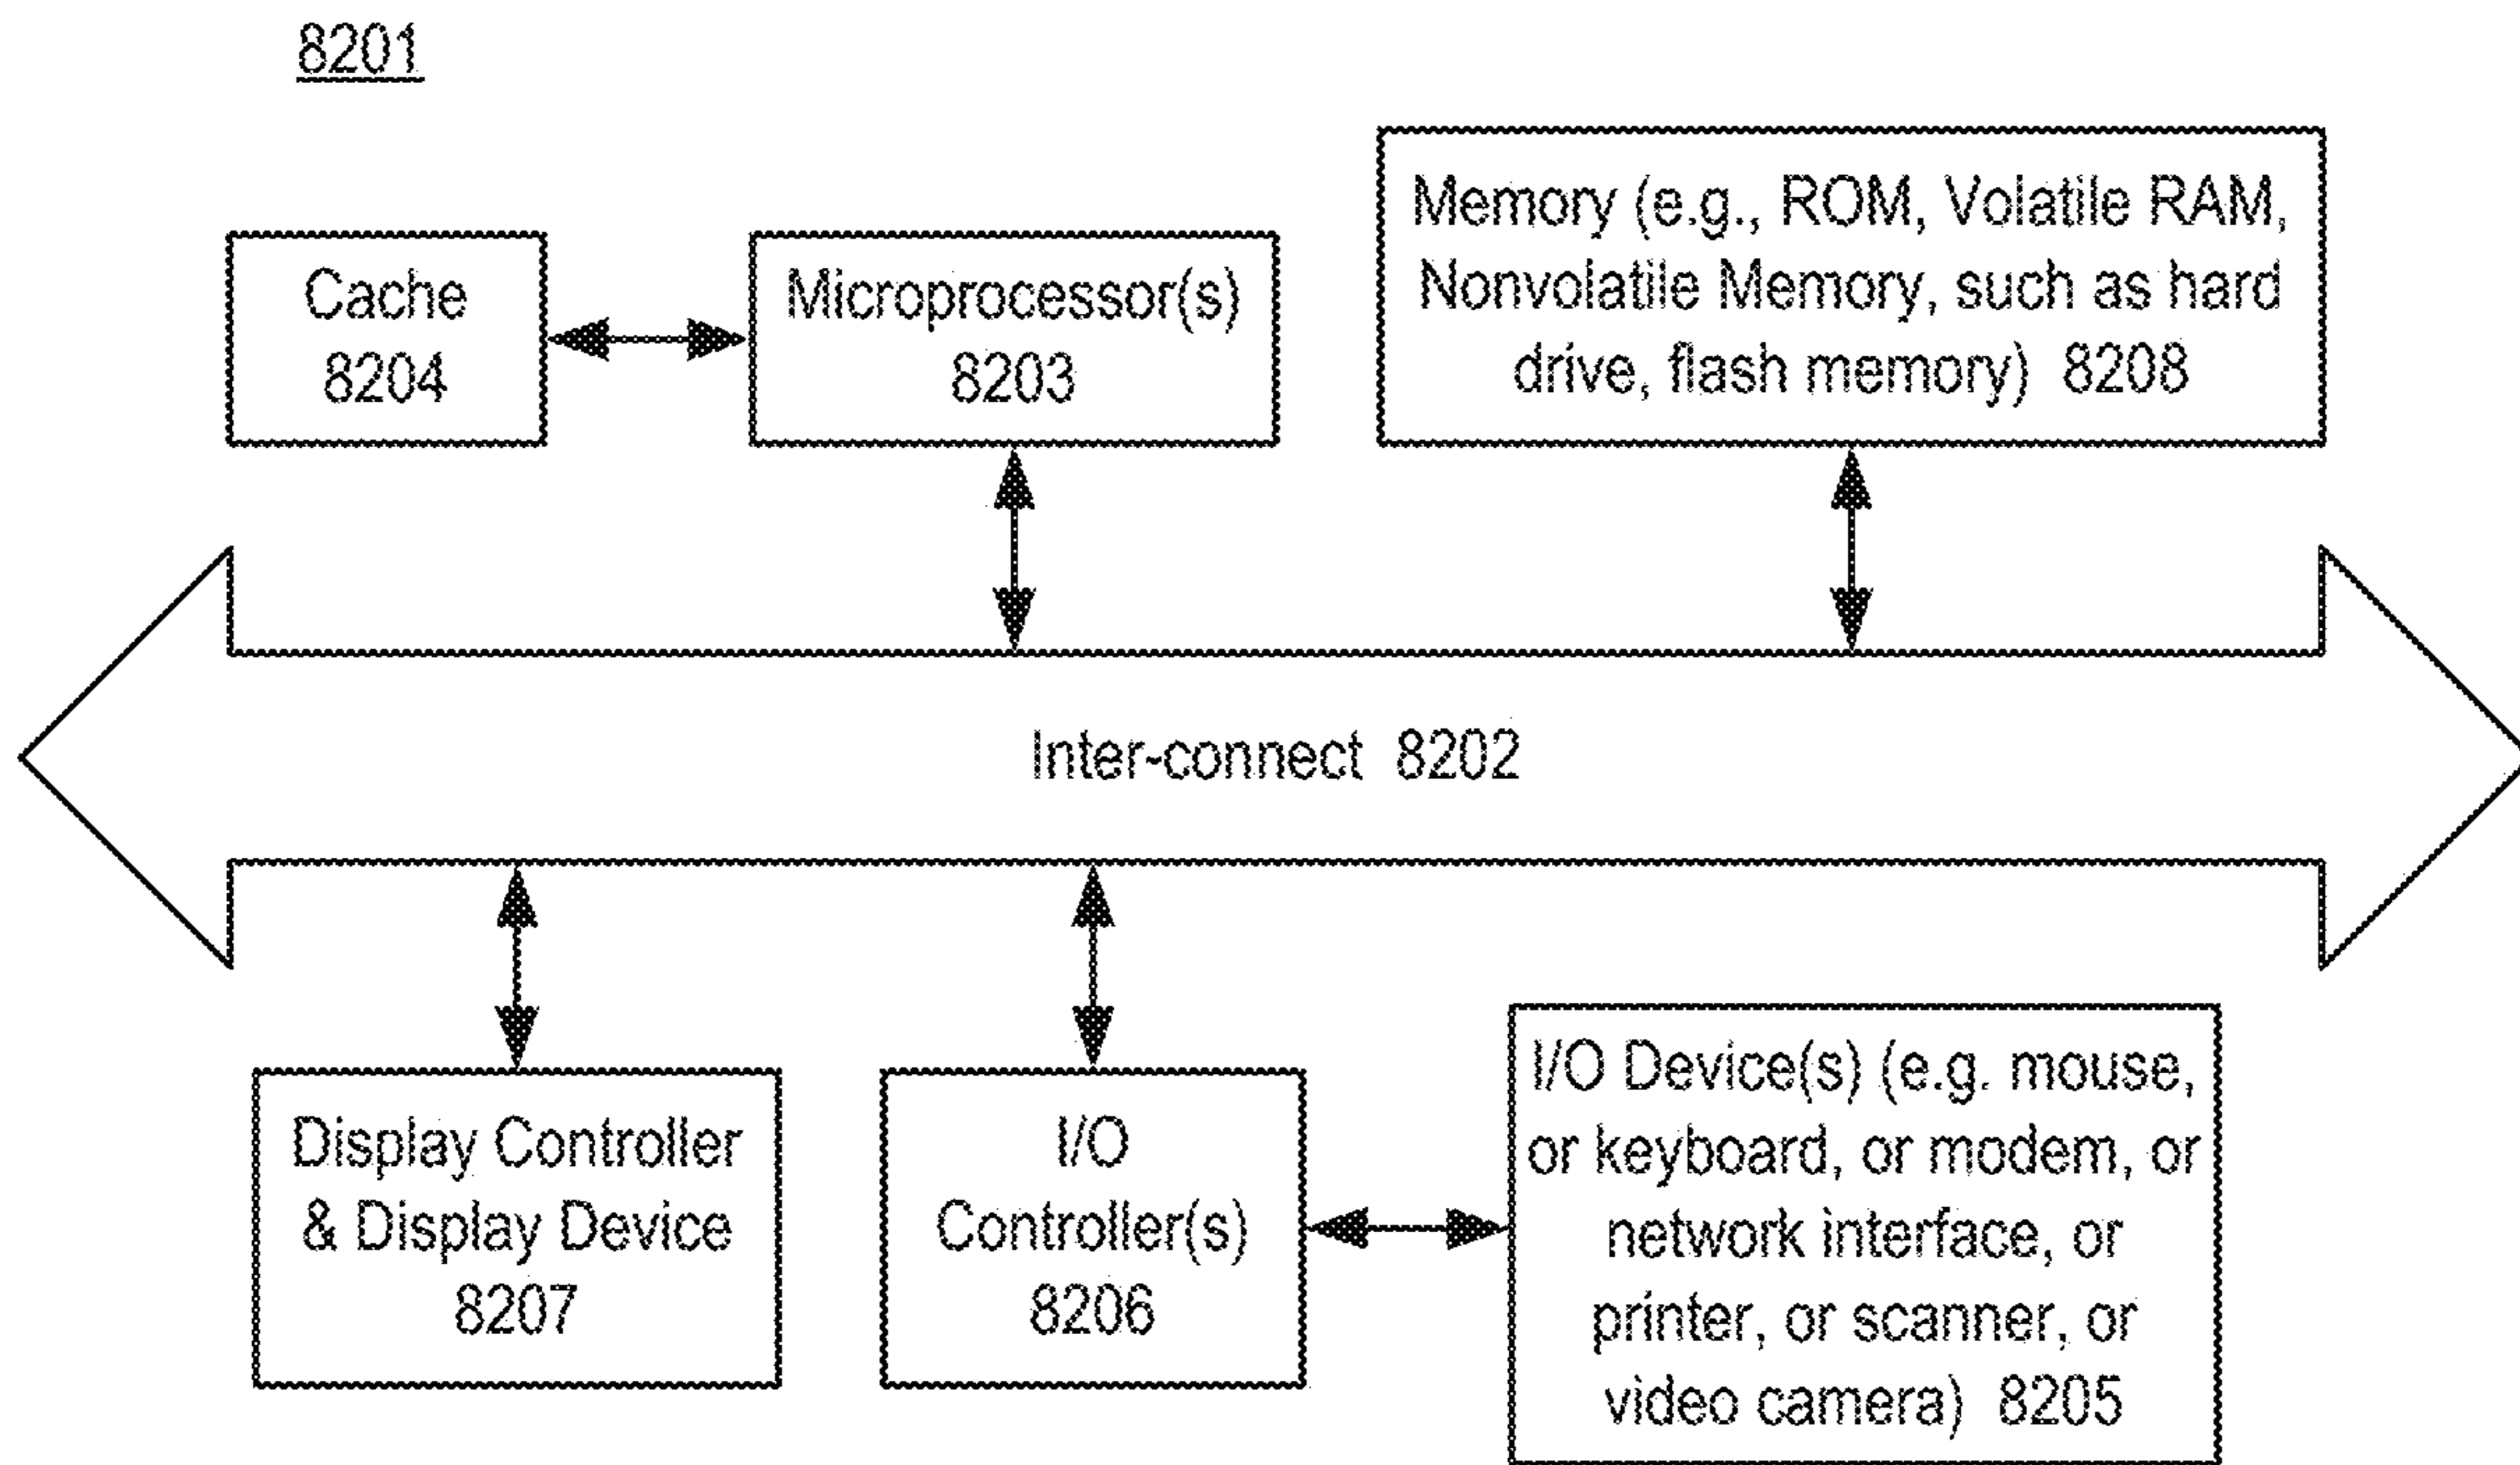 8201
Cache
8204
Microprocessor(s)
8203
Memory (e.g., ROM, Volatile RAM,
Nonvolatile Memory, such as hard
drive, flash memory) 8208
Inter-connect 8202
Display Controller
& Display Device
8207
I/O
Controller(s)
8206
I/O Device(s) (e.g. mouse,
or keyboard, or modem, or
network interface, or
printer, or scanner, or
video camera) 8205